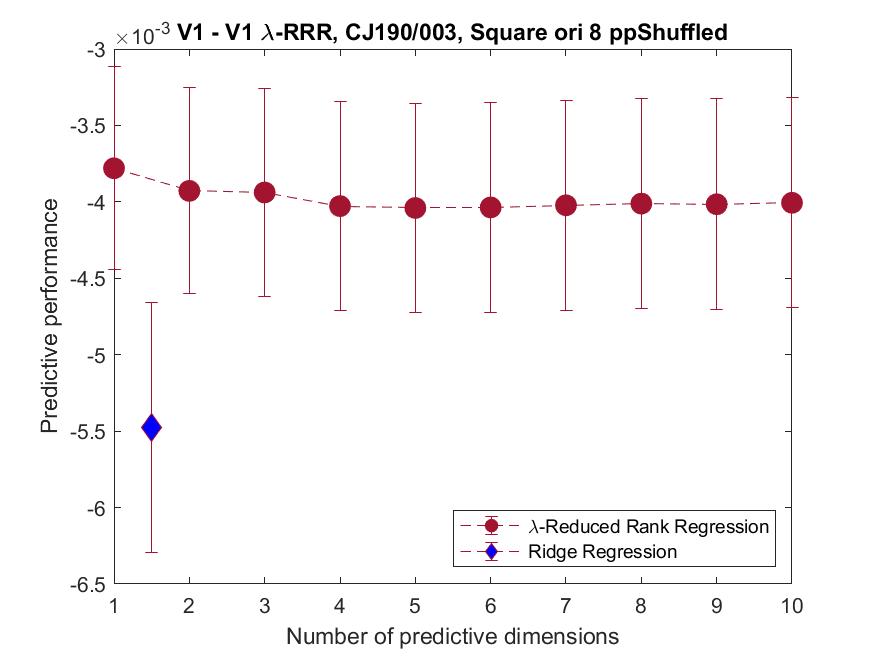 ×10⁻³ V1 - V1 λ-RRR, CJ190/003, Square ori 8 ppShuffled
-3
-3.5
-4
-4.5
-5
-5.5
-6
-6.5
Predictive performance
λ-Reduced Rank Regression
Ridge Regression
1 2 3 4 5 6 7 8 9 10
Number of predictive dimensions